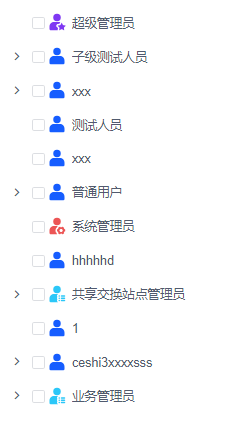 超级管理员
子级测试人员
xxx
测试人员
xxx
普通用户
系统管理员
hhhhhd
共享交换站点管理员
1
ceshi3xxxxsss
业务管理员